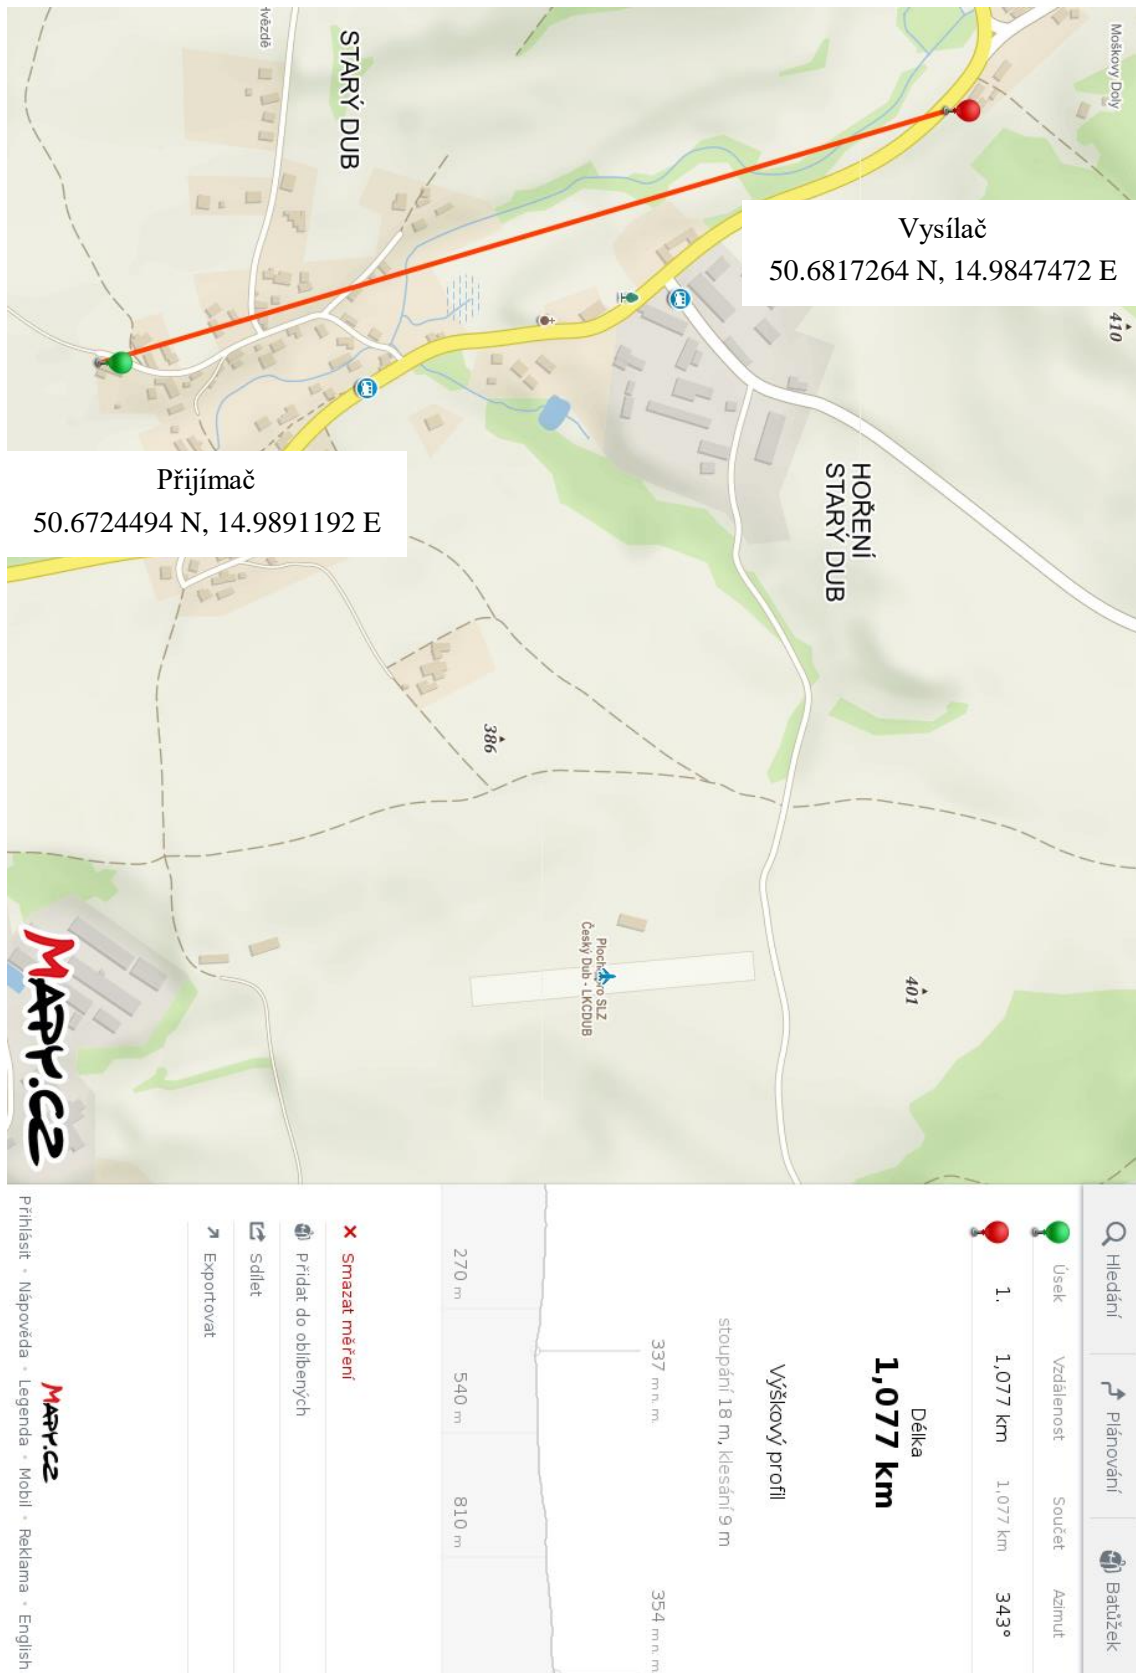 Moškovy Doly
STARÝ DUB
Vysílač
50.6817264 N, 14.9847472 E
410
HOŘENÍ
STARÝ DUB
Přijímač
50.6724494 N, 14.9891192 E
386
401
Český Dub - LKCDUB
MAPY.CZ
Hledání
Plánování
Batůžek
Úsek Vzdálenost Součet Azimut
1. 1,077 km 1,077 km 343°
Délka
1,077 km
Výškový profil
stoupání 18 m, klesání 9 m
337 m n. m. 354 m n. m
270 m 540 m 810 m
Smazat měření
Přidat do oblíbených
Sdílet
Exportovat
MAPY.CZ
Přihlásit • Nápověda • Legenda • Mobil • Reklama • English